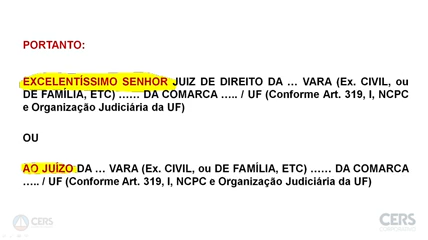 PORTANTO:
EXCELENTÍSSIMO SENHOR JUIZ DE DIREITO DA ... VARA (Ex. CIVIL, ou
DE FAMÍLIA, ETC) ...... DA COMARCA ..... / UF (Conforme Art. 319, I, NCPC
e Organização Judiciária da UF)
OU
AO JUÍZO DA ... VARA (Ex. CIVIL, ou DE FAMÍLIA, ETC) ...... DA COMARCA
..... / UF (Conforme Art. 319, I, NCPC e Organização Judiciária da UF)
CERS
CERS